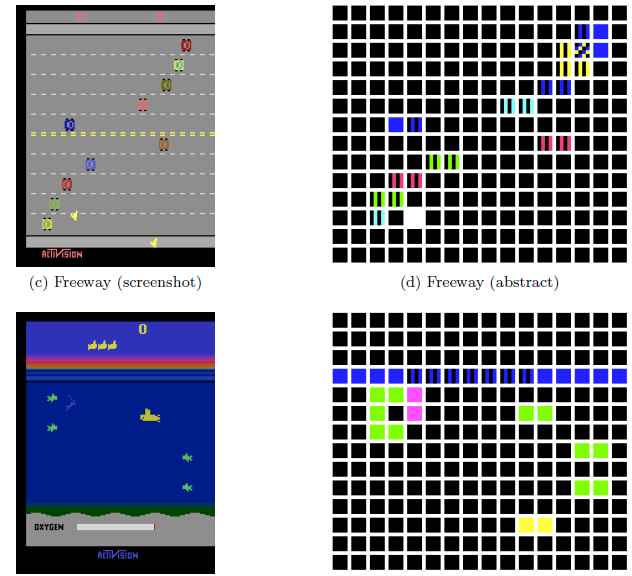 ACTIVISION
(c) Freeway (screenshot)
(d) Freeway (abstract)
0
OXYGEN
ACTIVISION